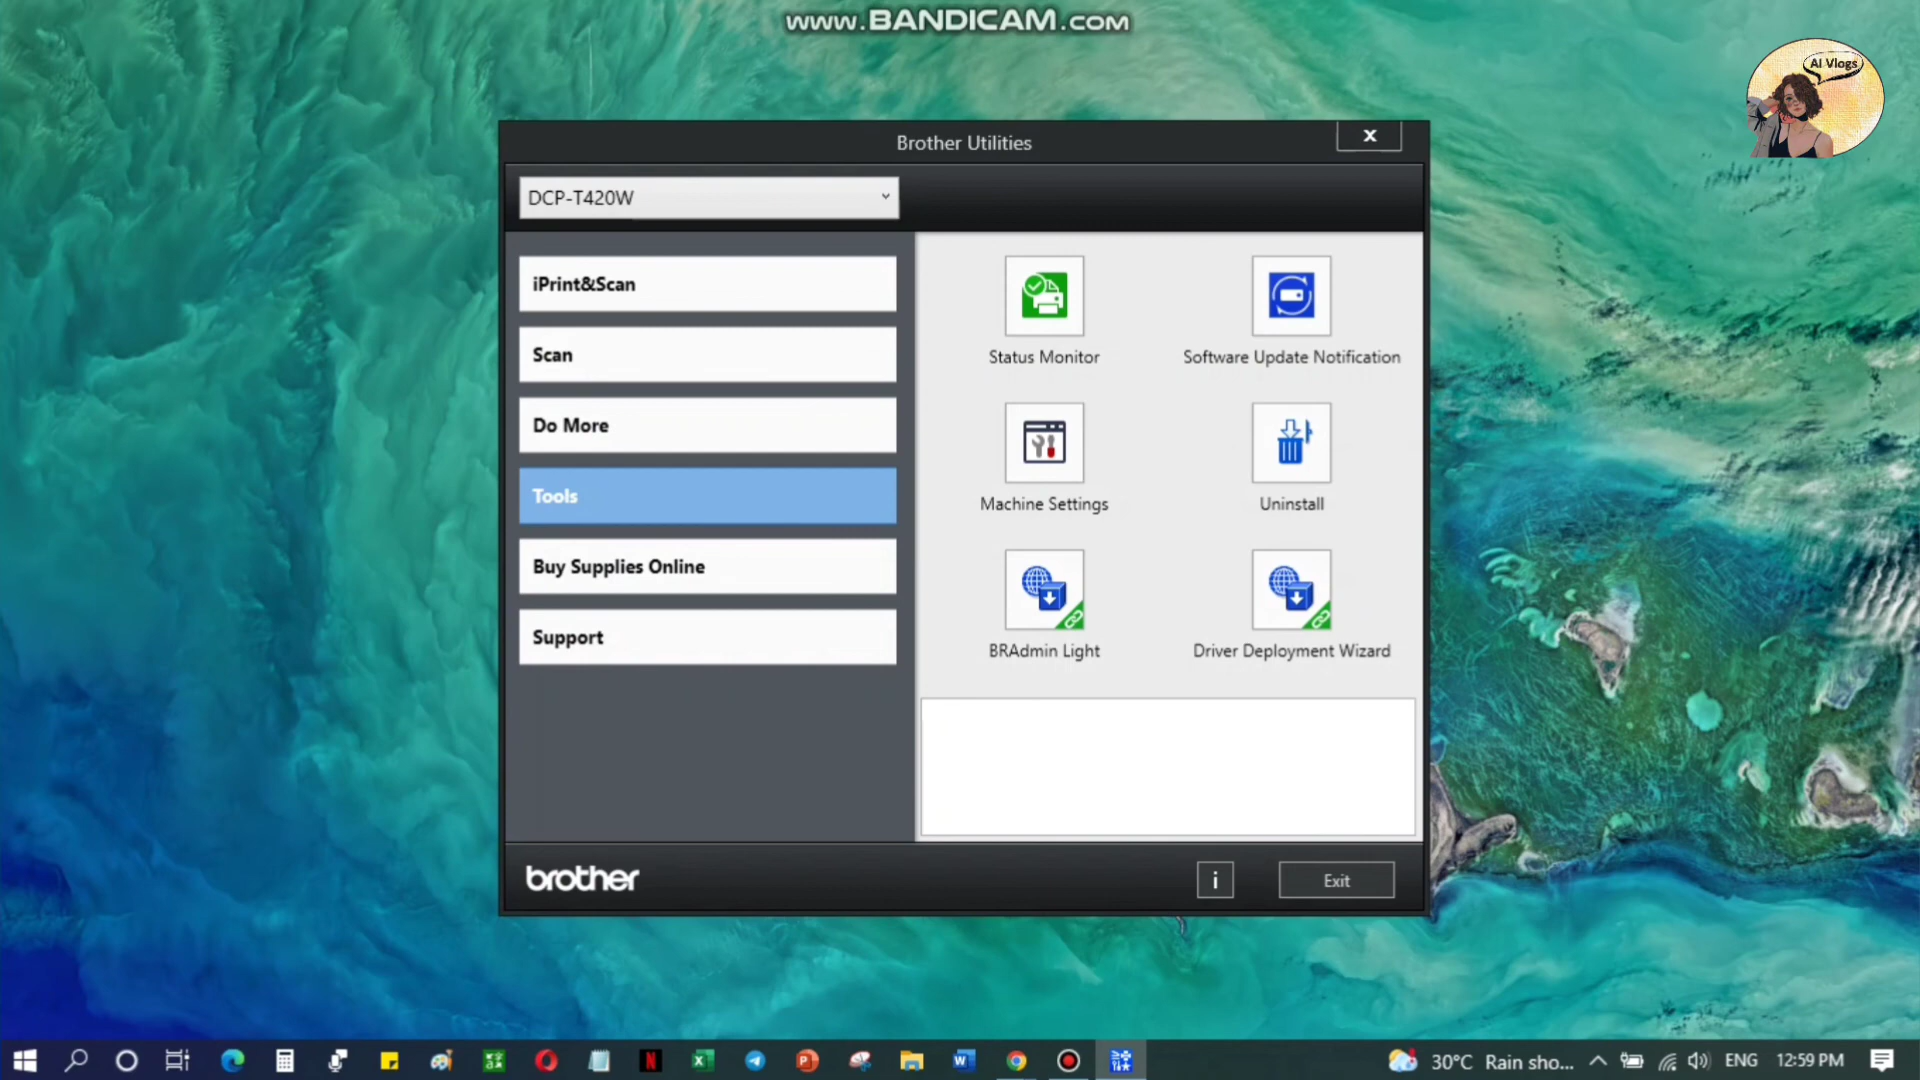 www.BANDICAM.com
AI Vlogs
Brother Utilities
X
DCP-T420W
iPrint&Scan
Scan
Do More
Tools
Buy Supplies Online
Support
Status Monitor
Software Update Notification
Machine Settings
Uninstall
BRAdmin Light
Driver Deployment Wizard
brother
i
Exit
30°C Rain sho...
ENG
12:59 PM